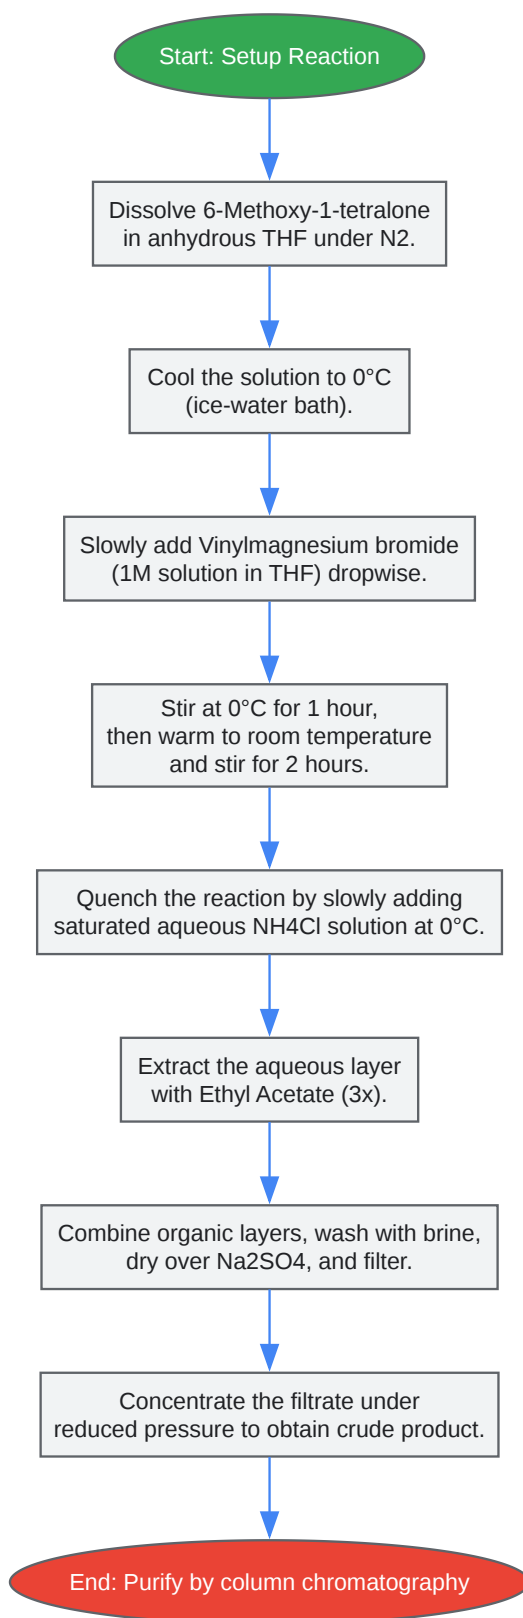 Start: Setup Reaction
Dissolve 6-Methoxy-1-tetralone
in anhydrous THF under N2.
Cool the solution to 0°C
(ice-water bath).
Slowly add Vinylmagnesium bromide
(1M solution in THF) dropwise.
Stir at 0°C for 1 hour,
then warm to room temperature
and stir for 2 hours.
Quench the reaction by slowly adding
saturated aqueous NH4Cl solution at 0°C.
Extract the aqueous layer
with Ethyl Acetate (3x).
Combine organic layers, wash with brine,
dry over Na2SO4, and filter.
Concentrate the filtrate under
reduced pressure to obtain crude product.
End: Purify by column chromatography